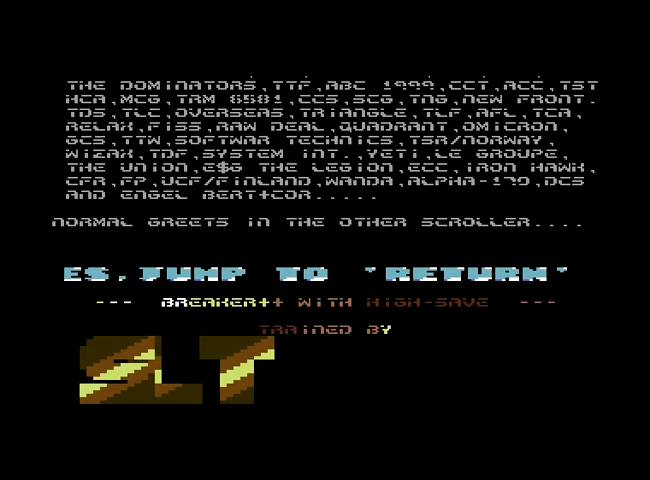 THE DOMINATORS,TTF,ABC 1999,CCT,ACC,TST
HCA,MCG,TRM 6581,CCS,SCG,TNG,NEW FRONT.
TDS,TLC,OVERSEAS,TRIANGLE,TLF,AFL,TCA,
RELAX,FISS,RAW DEAL,QUADRANT,OMICRON,
GCS,TTW,SOFTWAR TECHNICS,TSR/NORWAY,
WIZAX,TDF,SYSTEM INT.,YETI,LE GROUPE,
THE UNION,E$G THE LEGION,ECC,IRON HAWK,
CFR,FP,UCF/FINLAND,WANDA,ALPHA-179,DCS
AND ENGEL BERT+COR.....
NORMAL GREETS IN THE OTHER SCROLLER....
ES.JUMP TO 'RETURN'
--- BREAKER++ WITH HIGH-SAVE ---
TRAINED BY
SLT